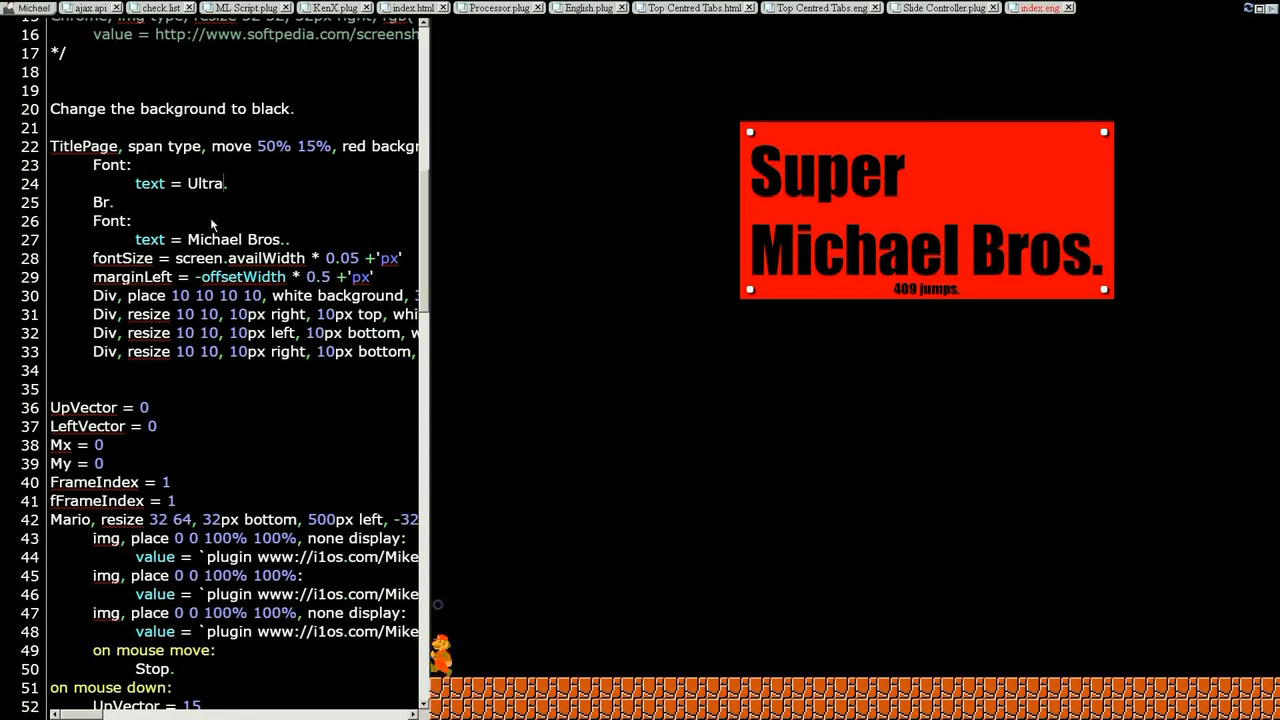 Michael ajax.api check.list ML Script.plug KenX.plug index.html Processor.plug English.plug Top Centred Tabs.html Top Centred Tabs.eng Slide Controller.plug index.eng
16 value = http://www.softpedia.com/screensh
17 */
18
19
20 Change the background to black.
21
22 TitlePage, span type, move 50% 15%, red backgr
23 Font:
24 text = Ultra.
25 Br.
26 Font:
27 text = Michael Bros..
28 fontSize = screen.availWidth * 0.05 +'px'
29 marginLeft = -offsetWidth * 0.5 +'px'
30 Div, place 10 10 10 10, white background, 3
31 Div, resize 10 10, 10px right, 10px top, whi
32 Div, resize 10 10, 10px left, 10px bottom, w
33 Div, resize 10 10, 10px right, 10px bottom,
34
35
36 UpVector = 0
37 LeftVector = 0
38 Mx = 0
39 My = 0
40 FrameIndex = 1
41 fFrameIndex = 1
42 Mario, resize 32 64, 32px bottom, 500px left, -32
43 img, place 0 0 100% 100%, none display:
44 value = `plugin www://i1os.com/Mike
45 img, place 0 0 100% 100%:
46 value = `plugin www://i1os.com/Mike
47 img, place 0 0 100% 100%, none display:
48 value = `plugin www://i1os.com/Mike
49 on mouse move:
50 Stop.
51 on mouse down:
52 UpVector = 15
Super
Michael Bros.
409 jumps.